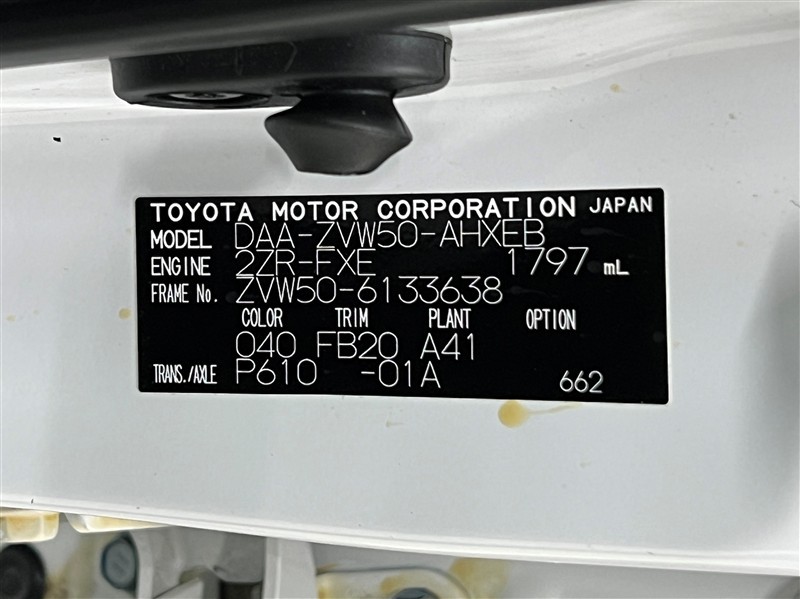 TOYOTA MOTOR CORPORATION JAPAN
MODEL DAA-ZVW50-AHXEB
ENGINE 2ZR-FXE 1797 mL
FRAME No. ZVW50-6133638
COLOR TRIM PLANT OPTION
040 FB20 A41
TRANS./AXLE P610 -01A 662